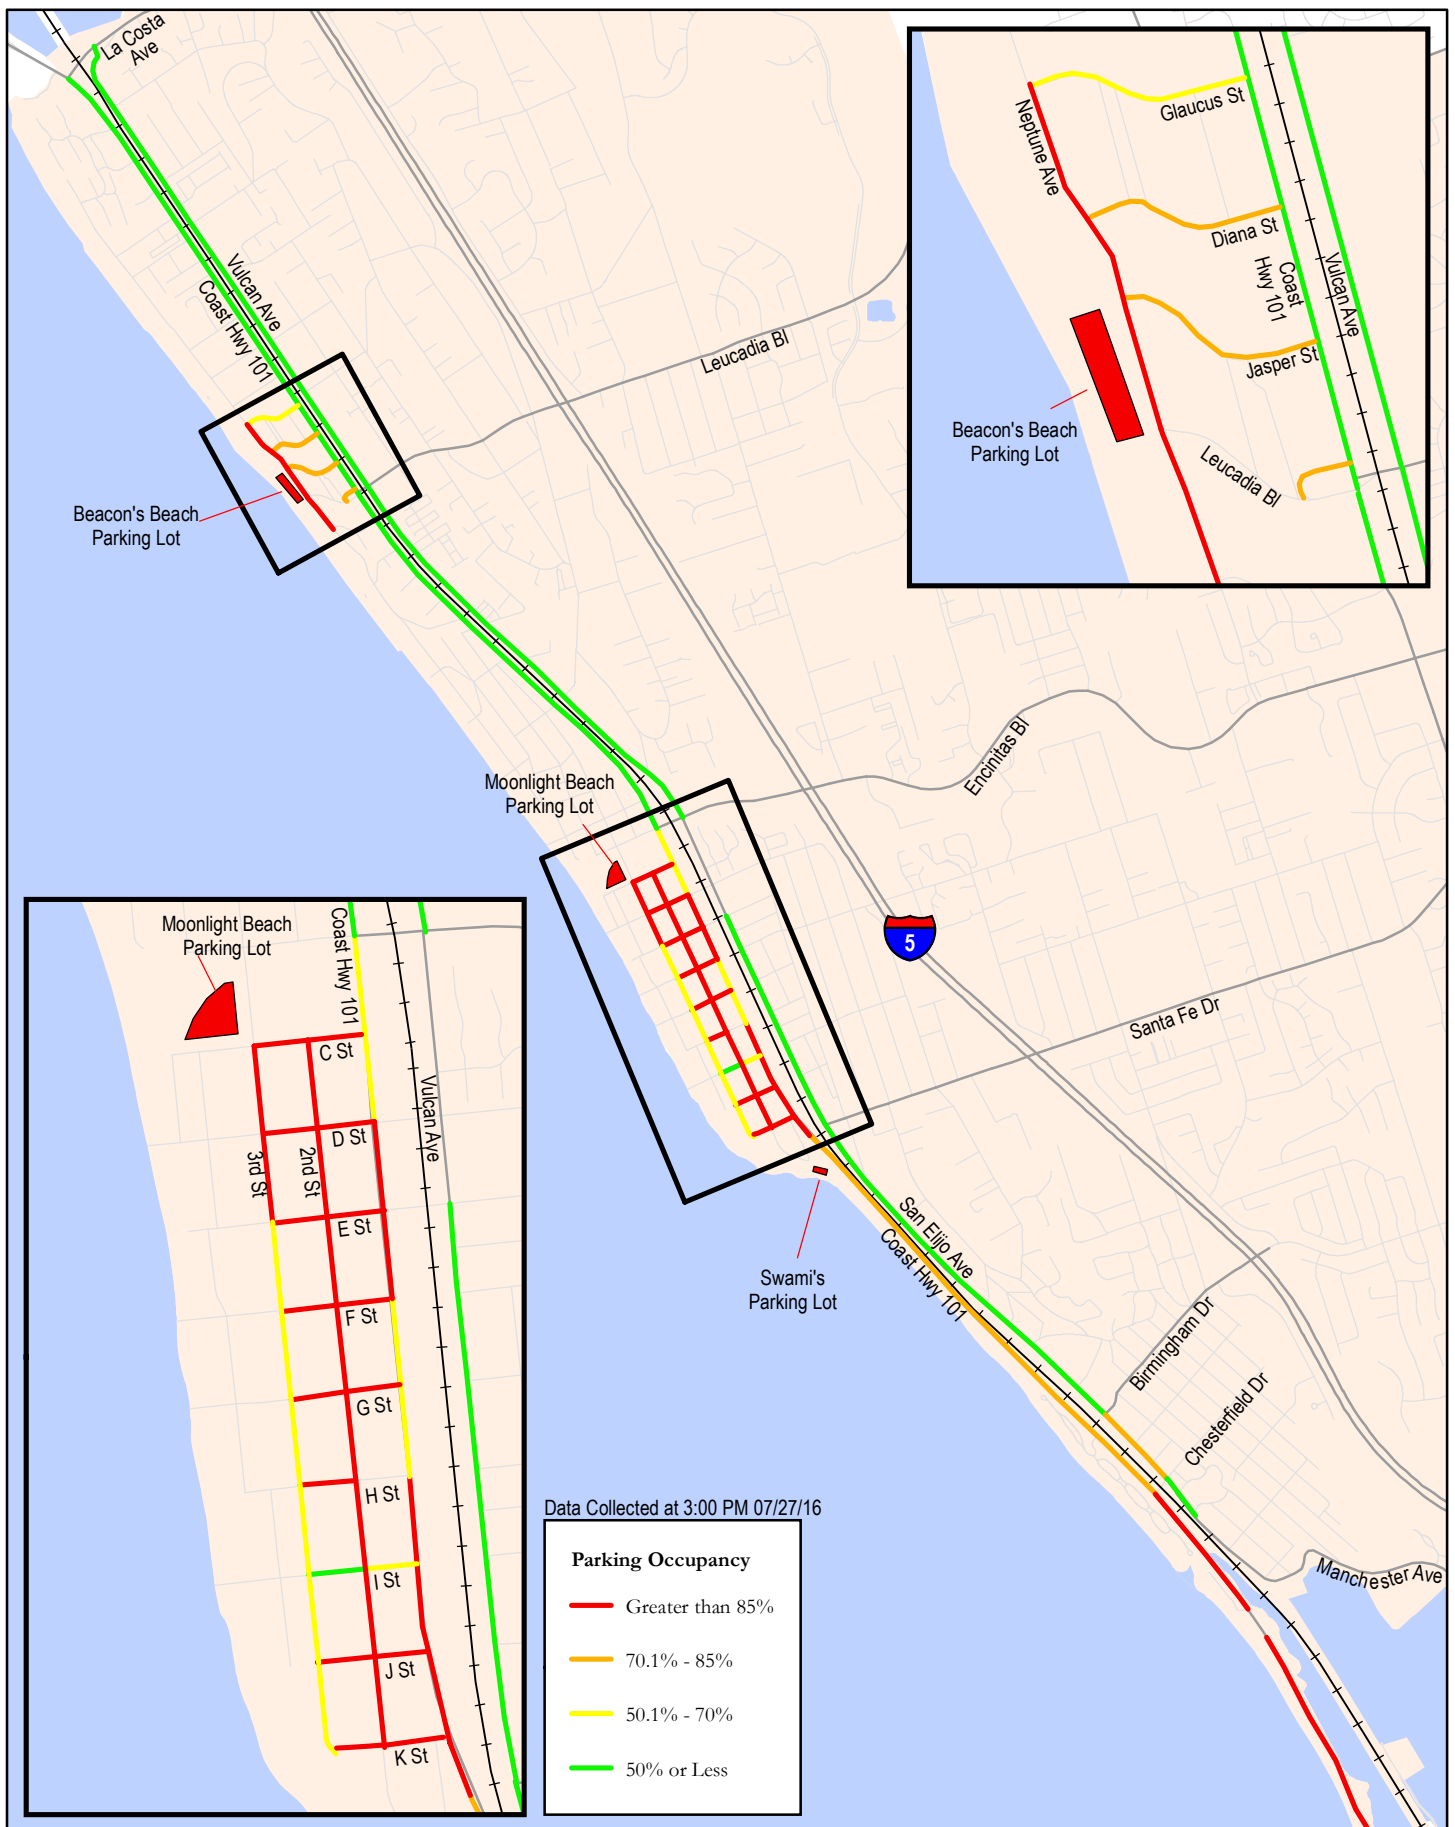 La Costa
Ave
Vulcan Ave
Coast Hwy 101
Leucadia Bl
Beacon's Beach
Parking Lot
Neptune Ave
Glaucus St
Diana St
Coast
Hwy 101
Vulcan Ave
Jasper St
Beacon's Beach
Parking Lot
Leucadia Bl
Encinitas Bl
Moonlight Beach
Parking Lot
5
Santa Fe Dr
Swami's
Parking Lot
San Elijo Ave
Coast Hwy 101
Birmingham Dr
Chesterfield Dr
Manchester Ave
Moonlight Beach
Parking Lot
Coast Hwy 101
C St
Vulcan Ave
D St
3rd St
2nd St
E St
F St
G St
H St
I St
J St
K St
Data Collected at 3:00 PM 07/27/16
Parking Occupancy
Greater than 85%
70.1% - 85%
50.1% - 70%
50% or Less